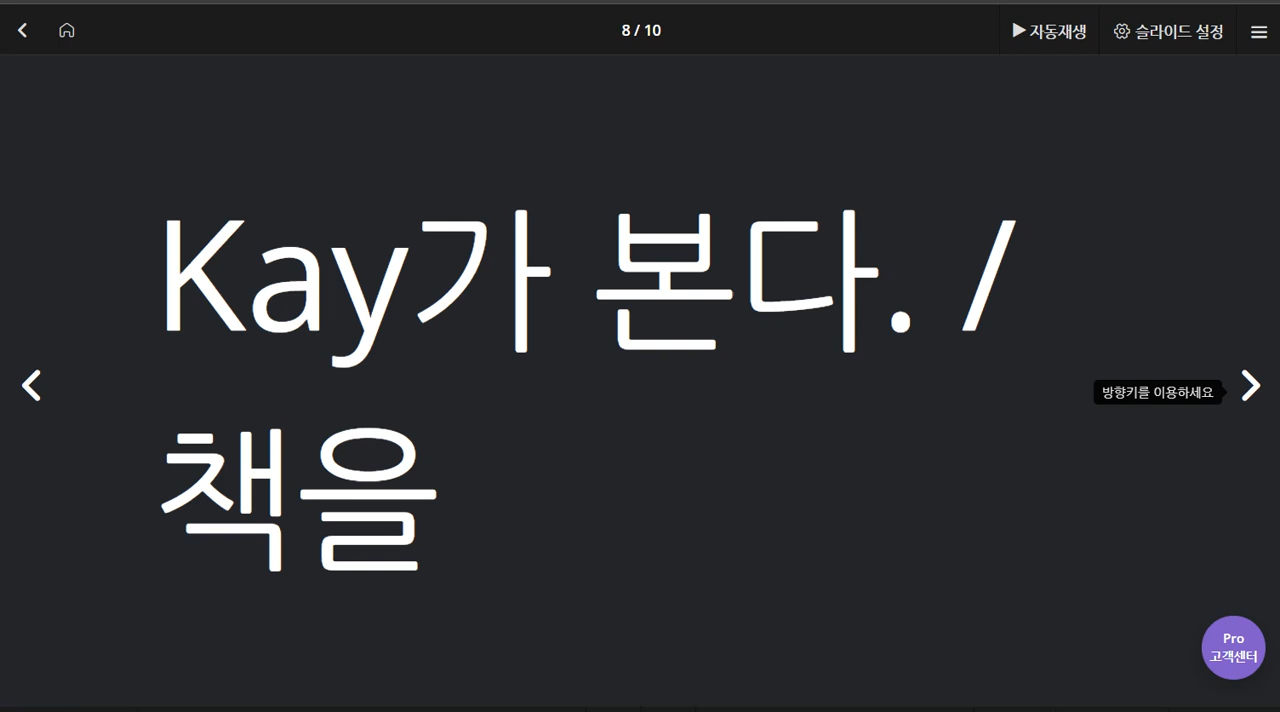 8 / 10
▶ 자동재생
슬라이드 설정
Kay가 본다. /
책을
방향키를 이용하세요
Pro
고객센터